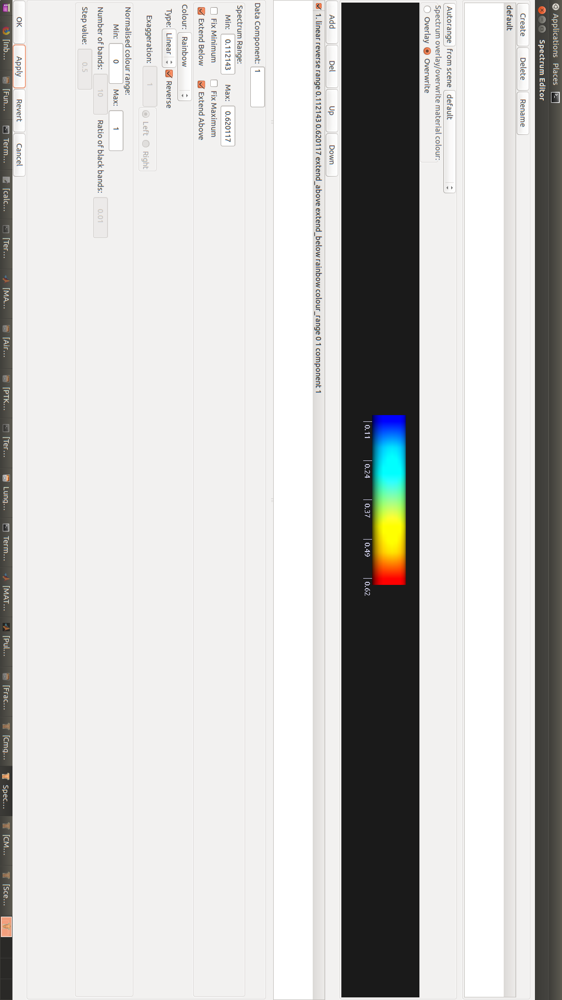 Applications Places
Spectrum Editor
Create Delete Rename
default
Autorange from scene default
Spectrum overlay/overwrite material colour:
Overlay Overwrite
0.11 0.24 0.37 0.49 0.62
Add Del Up Down
1. linear reverse range 0.112143 0.620117 extend_above extend_below rainbow colour_range 0 1 component 1
Data Component: 1
Spectrum Range:
Min: 0.112143 Max: 0.620117
Fix Minimum Fix Maximum
Extend Below Extend Above
Colour: Rainbow
Type: Linear Reverse
Exaggeration: 1 Left Right
Normalised colour range:
Min: 0 Max: 1
Number of bands: 10 Ratio of black bands: 0.01
Step value: 0.5
OK Apply Revert Cancel
[Inb... [Fun... Term... [calc... [Ter... [MA... [Air... [PTK... [Ter... Lung... Term... [MAT... [Pul... [Frac... [Cmg... Spec... [CM... [Sce...